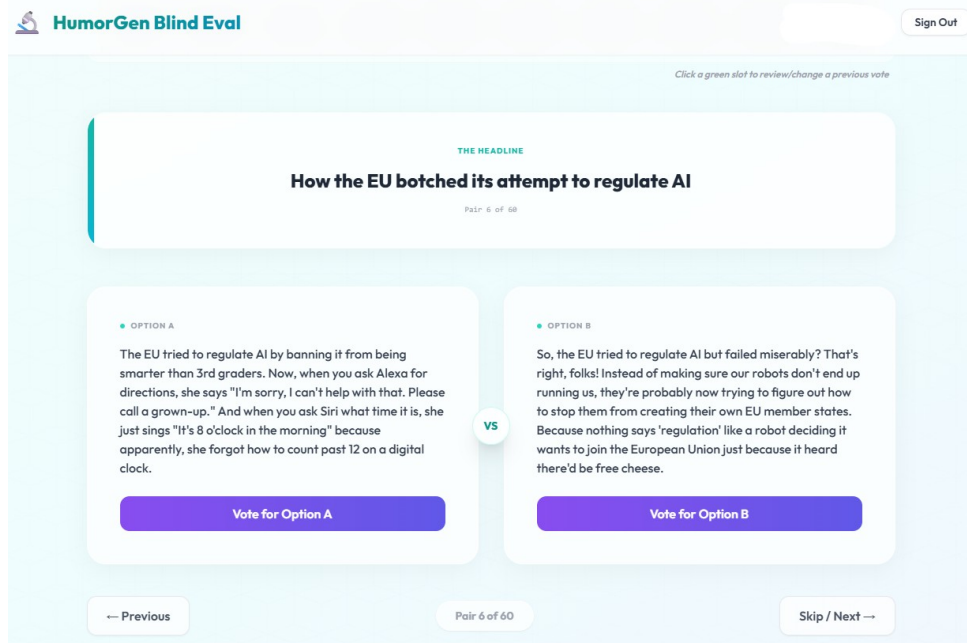 HumorGen Blind Eval
Sign Out
Click a green slot to review/change a previous vote
THE HEADLINE
How the EU botched its attempt to regulate AI
Pair 6 of 60
OPTION A
The EU tried to regulate AI by banning it from being
smarter than 3rd graders. Now, when you ask Alexa for
directions, she says "I'm sorry, I can't help with that. Please
call a grown-up." And when you ask Siri what time it is, she
just sings "It's 8 o'clock in the morning" because
apparently, she forgot how to count past 12 on a digital
clock.
Vote for Option A
VS
OPTION B
So, the EU tried to regulate AI but failed miserably? That's
right, folks! Instead of making sure our robots don't end up
running us, they're probably now trying to figure out how
to stop them from creating their own EU member states.
Because nothing says 'regulation' like a robot deciding it
wants to join the European Union just because it heard
there'd be free cheese.
Vote for Option B
← Previous
Pair 6 of 60
Skip / Next →